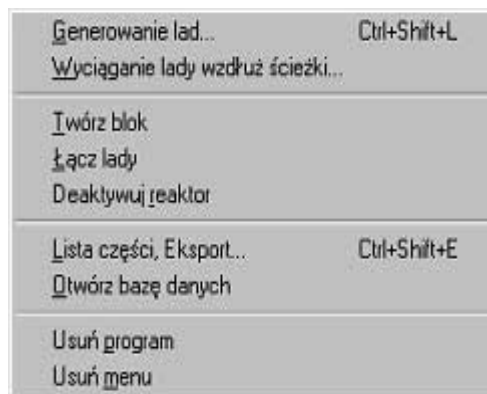 Generowanie lad... Ctrl+Shift+L
Wyciąganie lady wzdłuż ścieżki...
Twórz blok
Łącz lady
Deaktywuj reaktor
Lista części, Eksport... Ctrl+Shift+E
Otwórz bazę danych
Usuń program
Usuń menu